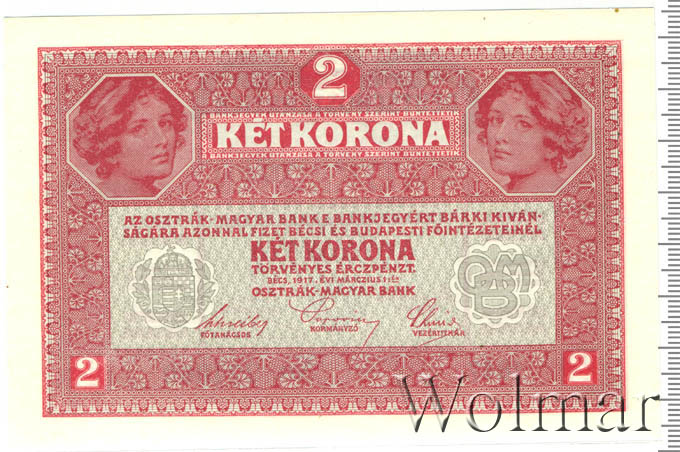 2
BANKJEGYEK UTÁNZÁSA A TÖRVÉNY SZERINT BÜNTETTETIK
KÉT KORONA
BANKJEGYEK UTÁNZÁSA A TÖRVÉNY SZERINT BÜNTETTETIK
AZ OSZTRÁK-MAGYAR BANK E BANKJEGYÉRT BÁRKI KIVÁN-
SÁGÁRA AZONNAL FIZET BÉCSI ÉS BUDAPESTI FŐINTÉZETEINÉL
KÉT KORONA
TÖRVÉNYES ÉRCZPÉNZT.
BÉCS, 1917. ÉVI MÁRCZIUS 1-ÉN
OSZTRÁK-MAGYAR BANK
FŐTANÁCSOS KORMÁNYZÓ VEZÉRTITKÁR
2 2
Wolmar